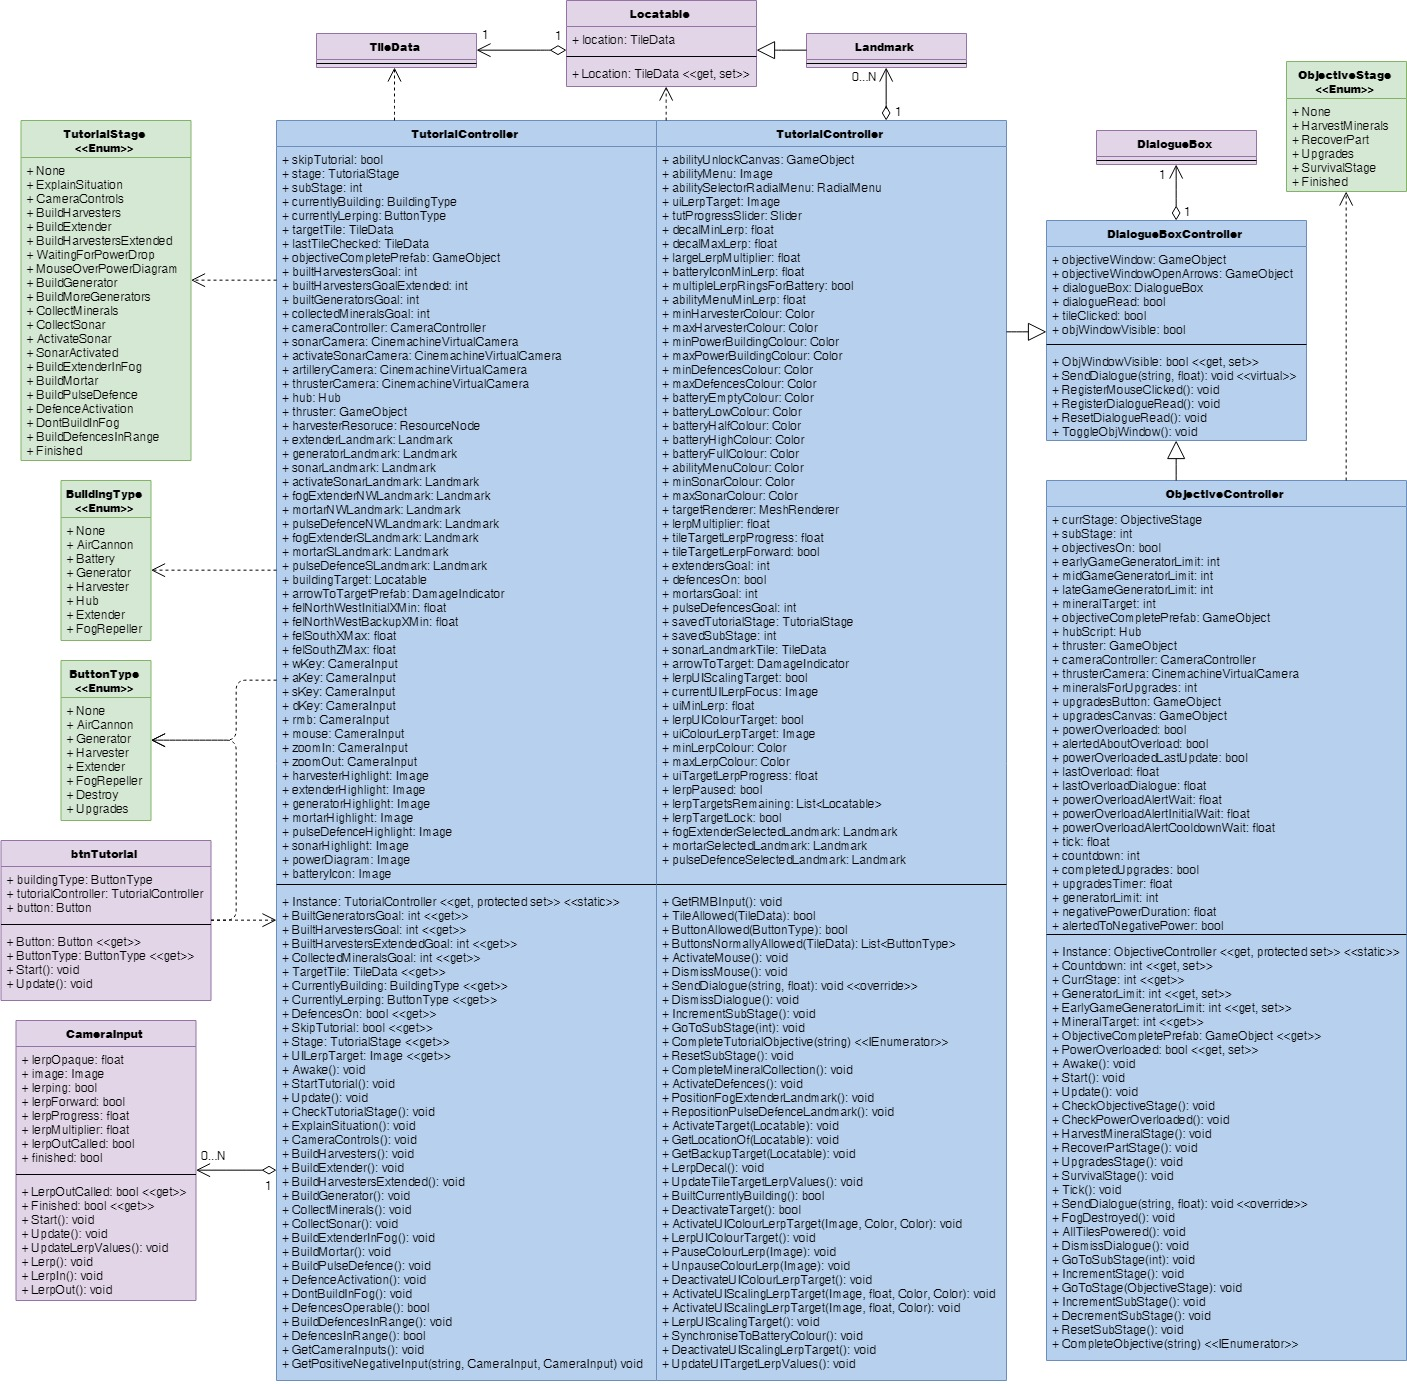 Locatable
+ location: TileData
+ Location: TileData <<get, set>>
TileData
1
1
Landmark
0...N
1
TutorialStage
<<Enum>>
+ None
+ ExplainSituation
+ CameraControls
+ BuildHarvesters
+ BuildExtender
+ BuildHarvestersExtended
+ WaitingForPowerDrop
+ MouseOverPowerDiagram
+ BuildGenerator
+ BuildMoreGenerators
+ CollectMinerals
+ CollectSonar
+ ActivateSonar
+ SonarActivated
+ BuildExtenderInFog
+ BuildMortar
+ BuildPulseDefence
+ DefenceActivation
+ DontBuildInFog
+ BuildDefencesInRange
+ Finished
BuildingType
<<Enum>>
+ None
+ AirCannon
+ Battery
+ Generator
+ Harvester
+ Hub
+ Extender
+ FogRepeller
ButtonType
<<Enum>>
+ None
+ AirCannon
+ Generator
+ Harvester
+ Extender
+ FogRepeller
+ Destroy
+ Upgrades
btnTutorial
+ buildingType: ButtonType
+ tutorialController: TutorialController
+ button: Button
+ Button: Button <<get>>
+ ButtonType: ButtonType <<get>>
+ Start(): void
+ Update(): void
CameraInput
+ lerpOpaque: float
+ image: Image
+ lerping: bool
+ lerpForward: bool
+ lerpProgress: float
+ lerpMultiplier: float
+ lerpOutCalled: bool
+ finished: bool
+ LerpOutCalled: bool <<get>>
+ Finished: bool <<get>>
+ Start(): void
+ Update(): void
+ UpdateLerpValues(): void
+ Lerp(): void
+ LerpIn(): void
+ LerpOut(): void
0...N
1
TutorialController
+ skipTutorial: bool
+ stage: TutorialStage
+ subStage: int
+ currentlyBuilding: BuildingType
+ currentlyLerping: ButtonType
+ targetTile: TileData
+ lastTileChecked: TileData
+ objectiveCompletePrefab: GameObject
+ builtHarvestersGoal: int
+ builtHarvestersGoalExtended: int
+ builtGeneratorsGoal: int
+ collectedMineralsGoal: int
+ cameraController: CameraController
+ sonarCamera: CinemachineVirtualCamera
+ activateSonarCamera: CinemachineVirtualCamera
+ artilleryCamera: CinemachineVirtualCamera
+ thrusterCamera: CinemachineVirtualCamera
+ hub: Hub
+ thruster: GameObject
+ harvesterResoruce: ResourceNode
+ extenderLandmark: Landmark
+ generatorLandmark: Landmark
+ sonarLandmark: Landmark
+ activateSonarLandmark: Landmark
+ fogExtenderNWLandmark: Landmark
+ mortarNWLandmark: Landmark
+ pulseDefenceNWLandmark: Landmark
+ fogExtenderSLandmark: Landmark
+ mortarSLandmark: Landmark
+ pulseDefenceSLandmark: Landmark
+ buildingTarget: Locatable
+ arrowToTargetPrefab: DamageIndicator
+ felNorthWestInitialXMin: float
+ felNorthWestBackupXMin: float
+ felSouthXMax: float
+ felSouthZMax: float
+ wKey: CameraInput
+ aKey: CameraInput
+ sKey: CameraInput
+ dKey: CameraInput
+ rmb: CameraInput
+ mouse: CameraInput
+ zoomIn: CameraInput
+ zoomOut: CameraInput
+ harvesterHighlight: Image
+ extenderHighlight: Image
+ generatorHighlight: Image
+ mortarHighlight: Image
+ pulseDefenceHighlight: Image
+ sonarHighlight: Image
+ powerDiagram: Image
+ batteryIcon: Image
+ Instance: TutorialController <<get, protected set>> <<static>>
+ BuiltGeneratorsGoal: int <<get>>
+ BuiltHarvestersGoal: int <<get>>
+ BuiltHarvestersExtendedGoal: int <<get>>
+ CollectedMineralsGoal: int <<get>>
+ TargetTile: TileData <<get>>
+ CurrentlyBuilding: BuildingType <<get>>
+ CurrentlyLerping: ButtonType <<get>>
+ DefencesOn: bool <<get>>
+ SkipTutorial: bool <<get>>
+ Stage: TutorialStage <<get>>
+ UILerpTarget: Image <<get>>
+ Awake(): void
+ StartTutorial(): void
+ Update(): void
+ CheckTutorialStage(): void
+ ExplainSituation(): void
+ CameraControls(): void
+ BuildHarvesters(): void
+ BuildExtender(): void
+ BuildHarvestersExtended(): void
+ BuildGenerator(): void
+ CollectMinerals(): void
+ CollectSonar(): void
+ BuildExtenderInFog(): void
+ BuildMortar(): void
+ BuildPulseDefence(): void
+ DefenceActivation(): void
+ DontBuildInFog(): void
+ DefencesOperable(): bool
+ BuildDefencesInRange(): void
+ DefencesInRange(): bool
+ GetCameraInputs(): void
+ GetPositiveNegativeInput(string, CameraInput, CameraInput) void
TutorialController
+ abilityUnlockCanvas: GameObject
+ abilityMenu: Image
+ abilitySelectorRadialMenu: RadialMenu
+ uiLerpTarget: Image
+ tutProgressSlider: Slider
+ decalMinLerp: float
+ decalMaxLerp: float
+ largeLerpMultiplier: float
+ batteryIconMinLerp: float
+ multipleLerpRingsForBattery: bool
+ abilityMenuMinLerp: float
+ minHarvesterColour: Color
+ maxHarvesterColour: Color
+ minPowerBuildingColour: Color
+ maxPowerBuildingColour: Color
+ minDefencesColour: Color
+ maxDefencesColour: Color
+ batteryEmptyColour: Color
+ batteryLowColour: Color
+ batteryHalfColour: Color
+ batteryHighColour: Color
+ batteryFullColour: Color
+ abilityMenuColour: Color
+ minSonarColour: Color
+ maxSonarColour: Color
+ targetRenderer: MeshRenderer
+ lerpMultiplier: float
+ tileTargetLerpProgress: float
+ tileTargetLerpForward: bool
+ extendersGoal: int
+ defencesOn: bool
+ mortarsGoal: int
+ pulseDefencesGoal: int
+ savedTutorialStage: TutorialStage
+ savedSubStage: int
+ sonarLandmarkTile: TileData
+ arrowToTarget: DamageIndicator
+ lerpUIScalingTarget: bool
+ currentUILerpFocus: Image
+ uiMinLerp: float
+ lerpUIColourTarget: bool
+ uiColourLerpTarget: Image
+ minLerpColour: Color
+ maxLerpColour: Color
+ uiTargetLerpProgress: float
+ lerpPaused: bool
+ lerpTargetsRemaining: List<Locatable>
+ lerpTargetLock: bool
+ fogExtenderSelectedLandmark: Landmark
+ mortarSelectedLandmark: Landmark
+ pulseDefenceSelectedLandmark: Landmark
+ GetRMBInput(): void
+ TileAllowed(TileData): bool
+ ButtonAllowed(ButtonType): bool
+ ButtonsNormallyAllowed(TileData): List<ButtonType>
+ ActivateMouse(): void
+ DismissMouse(): void
+ SendDialogue(string, float): void <<override>>
+ DismissDialogue(): void
+ IncrementSubStage(): void
+ GoToSubStage(int): void
+ CompleteTutorialObjective(string) <<IEnumerator>>
+ ResetSubStage(): void
+ CompleteMineralCollection(): void
+ ActivateDefences(): void
+ PositionFogExtenderLandmark(): void
+ RepositionPulseDefenceLandmark(): void
+ ActivateTarget(Locatable): void
+ GetLocationOf(Locatable): void
+ GetBackupTarget(Locatable): void
+ LerpDecal(): void
+ UpdateTileTargetLerpValues(): void
+ BuiltCurrentlyBuilding(): bool
+ DeactivateTarget(): bool
+ ActivateUIColourLerpTarget(Image, Color, Color): void
+ LerpUIColourTarget(): void
+ PauseColourLerp(Image): void
+ UnpauseColourLerp(Image): void
+ DeactivateUIColourLerpTarget(): void
+ ActivateUIScalingLerpTarget(Image, float, Color, Color): void
+ ActivateUIScalingLerpTarget(Image, float, Color): void
+ LerpUIScalingTarget(): void
+ SynchroniseToBatteryColour(): void
+ DeactivateUIScalingLerpTarget(): void
+ UpdateUITargetLerpValues(): void
DialogueBox
1
1
DialogueBoxController
+ objectiveWindow: GameObject
+ objectiveWindowOpenArrows: GameObject
+ dialogueBox: DialogueBox
+ dialogueRead: bool
+ tileClicked: bool
+ objWindowVisible: bool
+ ObjWindowVisible: bool <<get, set>>
+ SendDialogue(string, float): void <<virtual>>
+ RegisterMouseClicked(): void
+ RegisterDialogueRead(): void
+ ResetDialogueRead(): void
+ ToggleObjWindow(): void
ObjectiveStage
<<Enum>>
+ None
+ HarvestMinerals
+ RecoverPart
+ Upgrades
+ SurvivalStage
+ Finished
ObjectiveController
+ currStage: ObjectiveStage
+ subStage: int
+ objectivesOn: bool
+ earlyGameGeneratorLimit: int
+ midGameGeneratorLimit: int
+ lateGameGeneratorLimit: int
+ mineralTarget: int
+ objectiveCompletePrefab: GameObject
+ hubScript: Hub
+ thruster: GameObject
+ cameraController: CameraController
+ thrusterCamera: CinemachineVirtualCamera
+ mineralsForUpgrades: int
+ upgradesButton: GameObject
+ upgradesCanvas: GameObject
+ powerOverloaded: bool
+ alertedAboutOverload: bool
+ powerOverloadedLastUpdate: bool
+ lastOverload: float
+ lastOverloadDialogue: float
+ powerOverloadAlertWait: float
+ powerOverloadAlertInitialWait: float
+ powerOverloadAlertCooldownWait: float
+ tick: float
+ countdown: int
+ completedUpgrades: bool
+ upgradesTimer: float
+ generatorLimit: int
+ negativePowerDuration: float
+ alertedToNegativePower: bool
+ Instance: ObjectiveController <<get, protected set>> <<static>>
+ Countdown: int <<get, set>>
+ CurrStage: int <<get>>
+ GeneratorLimit: int <<get, set>>
+ EarlyGameGeneratorLimit: int <<get, set>>
+ MineralTarget: int <<get>>
+ ObjectiveCompletePrefab: GameObject <<get>>
+ PowerOverloaded: bool <<get, set>>
+ Awake(): void
+ Start(): void
+ Update(): void
+ CheckObjectiveStage(): void
+ CheckPowerOverloaded(): void
+ HarvestMineralStage(): void
+ RecoverPartStage(): void
+ UpgradesStage(): void
+ SurvivalStage(): void
+ Tick(): void
+ SendDialogue(string, float): void <<override>>
+ FogDestroyed(): void
+ AllTilesPowered(): void
+ DismissDialogue(): void
+ GoToSubStage(int): void
+ IncrementStage(): void
+ GoToStage(ObjectiveStage): void
+ IncrementSubStage(): void
+ DecrementSubStage(): void
+ ResetSubStage(): void
+ CompleteObjective(string) <<IEnumerator>>